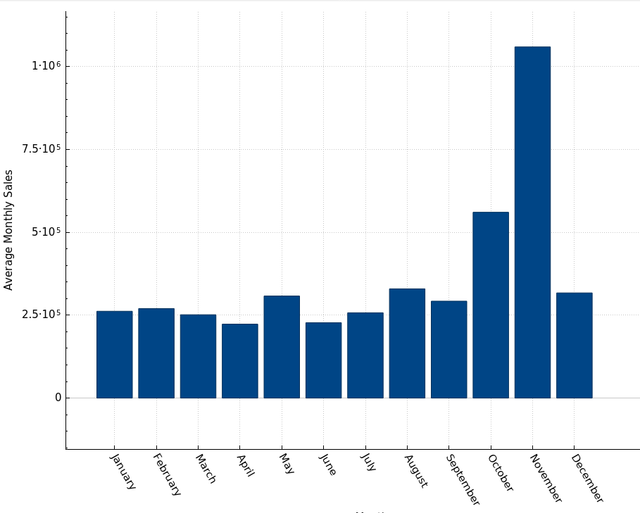 Average Monthly Sales
1·10⁶
7.5·10⁵
5·10⁵
2.5·10⁵
0
January
February
March
April
May
June
July
August
September
October
November
December